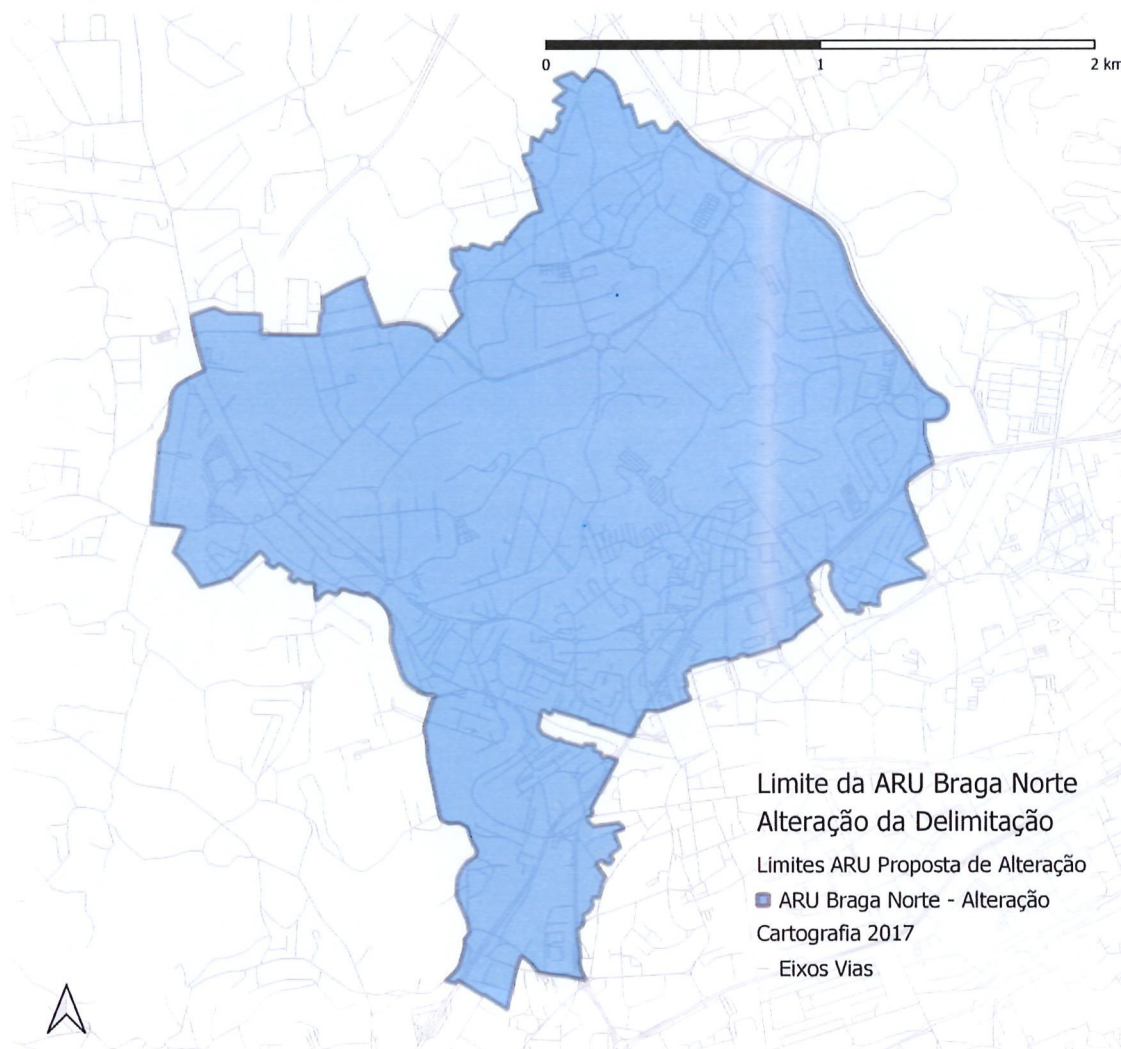 0 1 2 km
Limite da ARU Braga Norte
Alteração da Delimitação
Limites ARU Proposta de Alteração
ARU Braga Norte - Alteração
Cartografia 2017
Eixos Vias